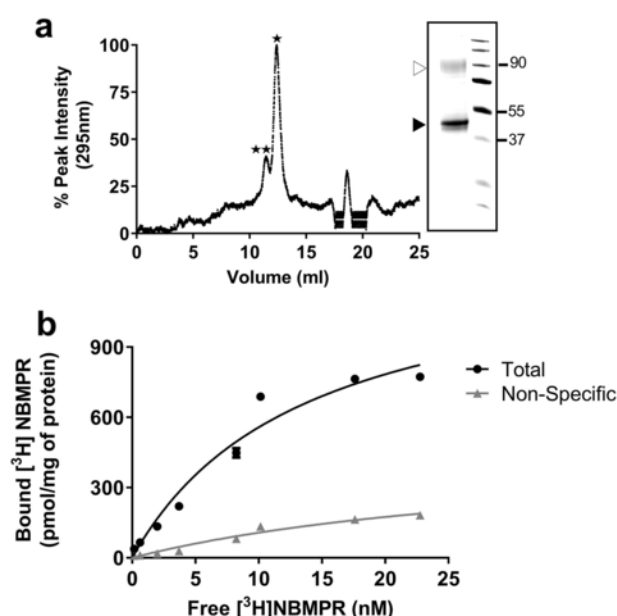 a
% Peak Intensity
(295nm)
100
75
50
25
0
0 5 10 15 20 25
Volume (ml)
★
★★
90
55
37
b
Bound [³H] NBMPR
(pmol/mg of protein)
900
600
300
0
0 5 10 15 20 25
Free [³H]NBMPR (nM)
Total
Non-Specific